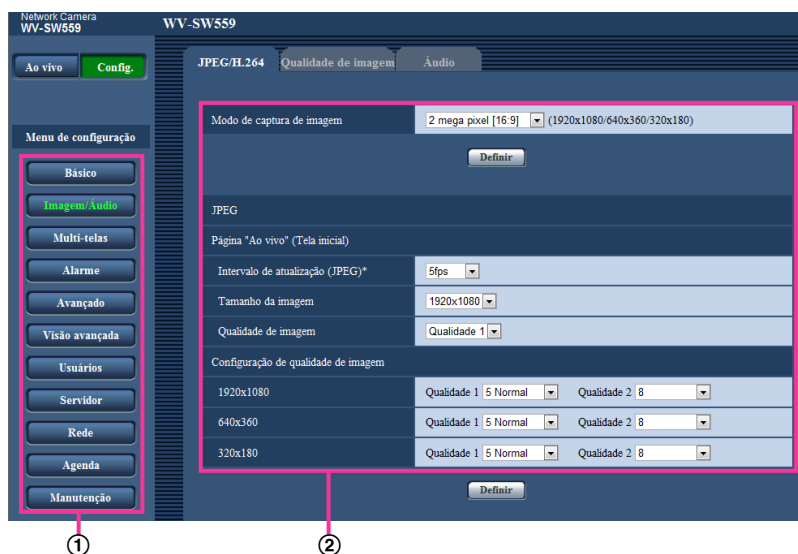 Network Camera
WV-SW559
WV-SW559
Ao vivo
Config.
JPEG/H.264
Qualidade de imagem
Áudio
Menu de configuração
Básico
Imagem/Áudio
Multi-telas
Alarme
Avançado
Visão avançada
Usuários
Servidor
Rede
Agenda
Manutenção
Modo de captura de imagem
2 mega pixel [16:9]
(1920x1080/640x360/320x180)
Definir
JPEG
Página "Ao vivo" (Tela inicial)
Intervalo de atualização (JPEG)*
5fps
Tamanho da imagem
1920x1080
Qualidade de imagem
Qualidade 1
Configuração de qualidade de imagem
1920x1080
Qualidade 1 5 Normal
Qualidade 2 8
640x360
Qualidade 1 5 Normal
Qualidade 2 8
320x180
Qualidade 1 5 Normal
Qualidade 2 8
Definir
①
②